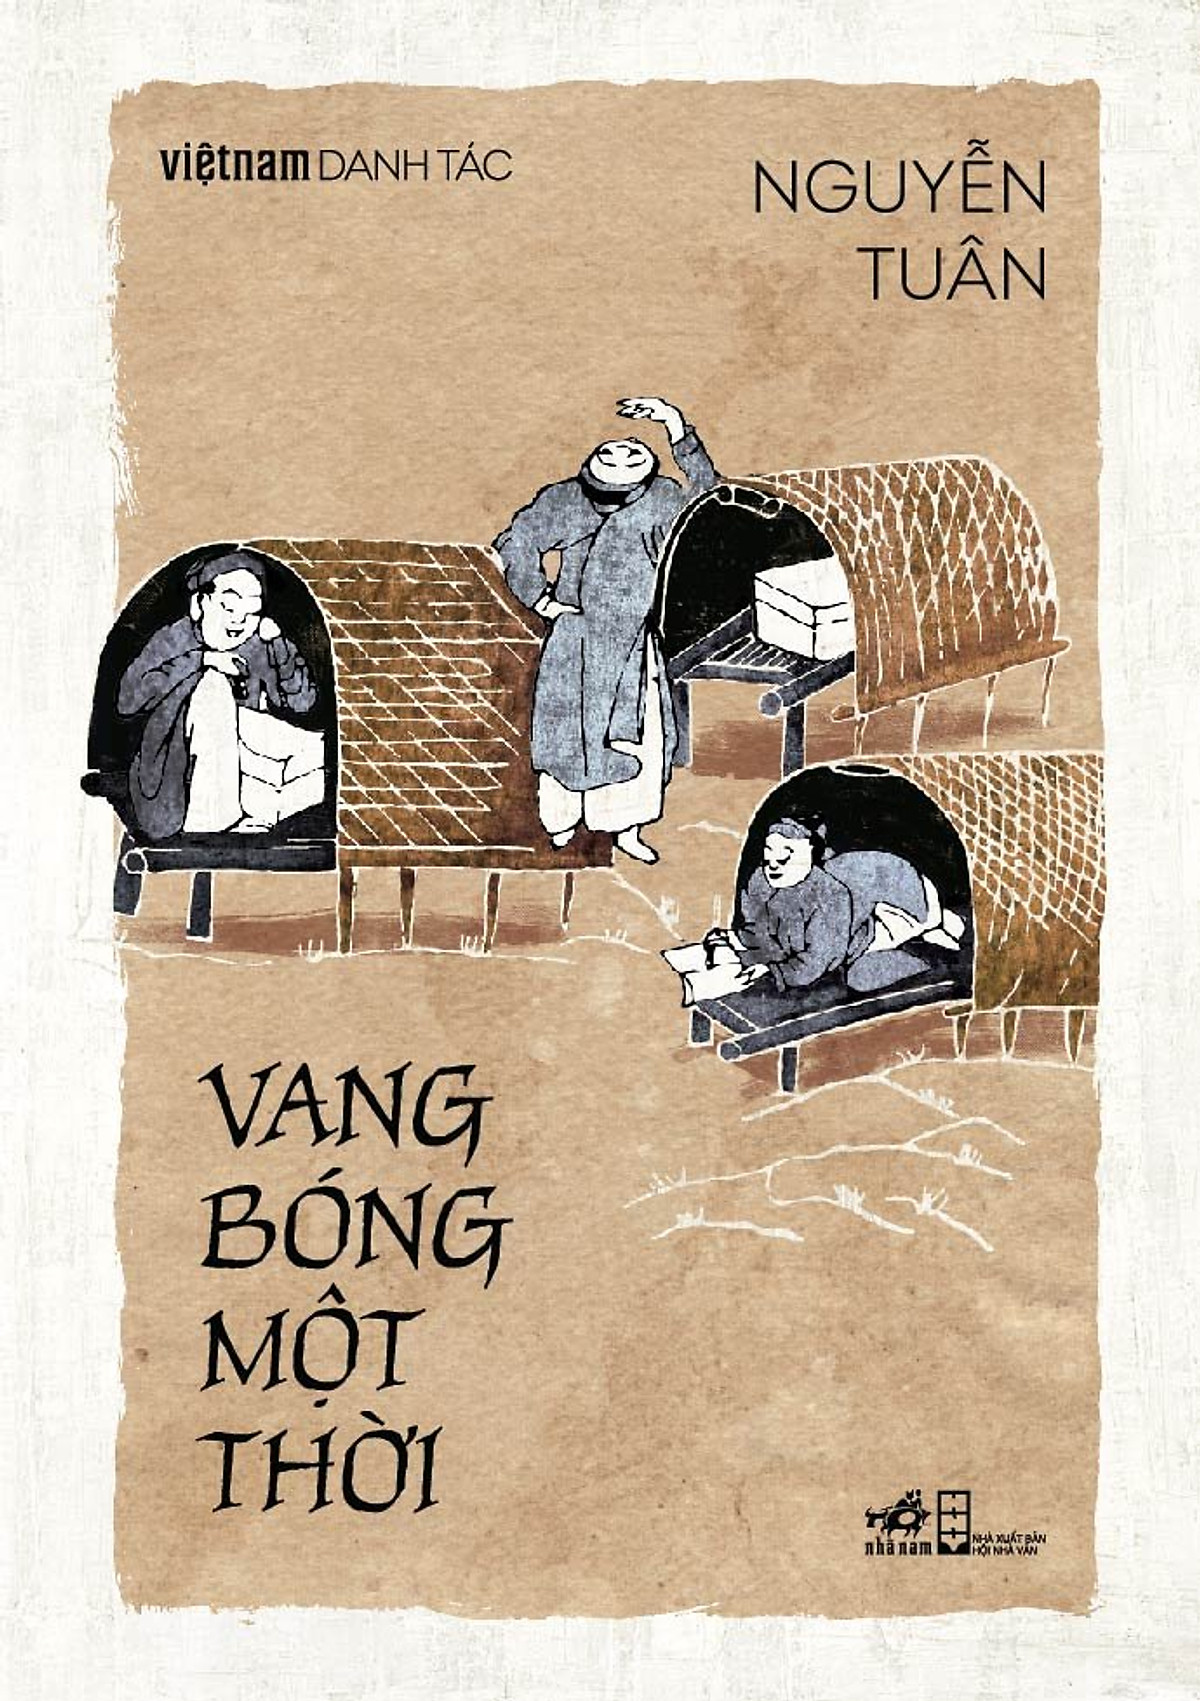 việtnam DANH TÁC
NGUYỄN
TUÂN
VANG
BÓNG
MỘT
THỜI
nhã nam
NHÀ XUẤT BẢN
HỘI NHÀ VĂN